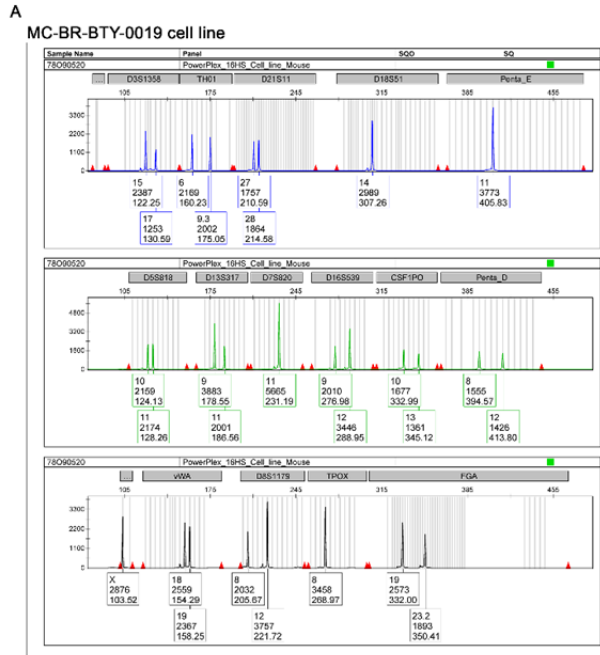 A
MC-BR-BTY-0019 cell line
Sample Name Panel SQO SQ
78O90520 PowerPlex_16HS_Cell_line_Mouse
... D3S1358 TH01 D21S11 D18S51 Penta_E
105 175 245 315 385 455
3300
2200
1100
0
15 6 27 14 11
2387 2169 1757 2989 3773
122.25 160.23 210.59 307.26 405.83
17 9.3 28
1253 2002 1864
130.59 175.05 214.58
78O90520 PowerPlex_16HS_Cell_line_Mouse
D5S818 D13S317 D7S820 D16S539 CSF1PO Penta_D
105 175 245 315 385 455
4800
3200
1600
0
10 9 11 9 10 8
2159 3883 5665 2010 1677 1555
124.13 178.55 231.19 276.98 332.99 394.57
11 11 12 13 12
2174 2001 3446 1361 1426
128.26 186.56 288.95 345.12 413.80
78O90520 PowerPlex_16HS_Cell_line_Mouse
... vWA D8S1179 TPOX FGA
105 175 245 315 385 455
3300
2200
1100
0
X 18 8 8 19
2876 2559 2032 3458 2573
103.52 154.29 205.67 268.97 332.00
19 12 23.2
2367 3757 1893
158.25 221.72 350.41